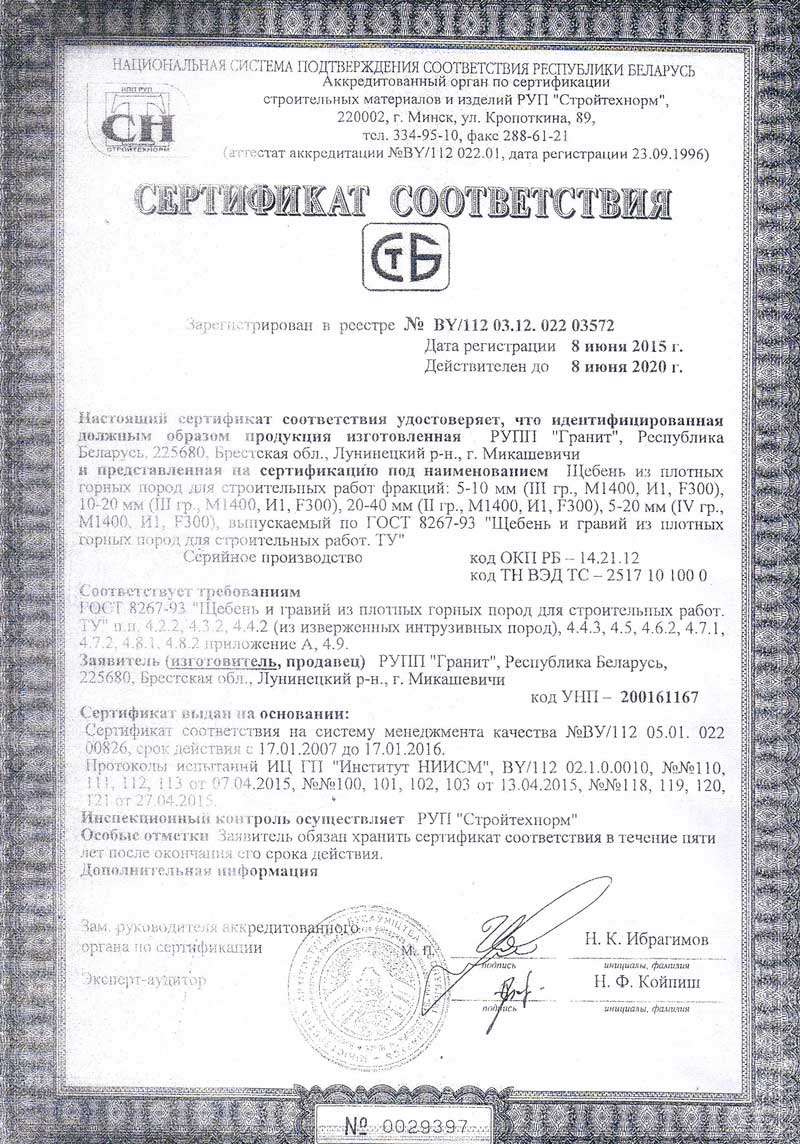 НАЦИОНАЛЬНАЯ СИСТЕМА ПОДТВЕРЖДЕНИЯ СООТВЕТСТВИЯ РЕСПУБЛИКИ БЕЛАРУСЬ
Аккредитованный орган по сертификации
строительных материалов и изделий РУП "Стройтехнорм",
220002, г. Минск, ул. Кропоткина, 89,
тел. 334-95-10, факс 288-61-21
(аттестат аккредитации №BY/112 022.01, дата регистрации 23.09.1996)
НПП РУП
СТН
СТРОЙТЕХНОРМ
СЕРТИФИКАТ СООТВЕТСТВИЯ
СТБ
Зарегистрирован в реестре № BY/112 03.12. 022 03572
Дата регистрации 8 июня 2015 г.
Действителен до 8 июня 2020 г.
Настоящий сертификат соответствия удостоверяет, что идентифицированная
должным образом продукция изготовленная РУПП "Гранит", Республика
Беларусь, 225680, Брестская обл., Лунинецкий р-н., г. Микашевичи
и представленная на сертификацию под наименованием Щебень из плотных
горных пород для строительных работ фракций: 5-10 мм (III гр., М1400, И1, F300),
10-20 мм (III гр., М1400, И1, F300), 20-40 мм (II гр., М1400, И1, F300), 5-20 мм (IV гр.,
М1400, И1, F300), выпускаемый по ГОСТ 8267-93 "Щебень и гравий из плотных
горных пород для строительных работ. ТУ"
Серийное производство код ОКП РБ – 14.21.12
код ТН ВЭД ТС – 2517 10 100 0
Соответствует требованиям
ГОСТ 8267-93 "Щебень и гравий из плотных горных пород для строительных работ.
ТУ" п.п. 4.2.2, 4.3.2, 4.4.2 (из изверженных интрузивных пород), 4.4.3, 4.5, 4.6.2, 4.7.1,
4.7.2, 4.8.1, 4.8.2 приложение А, 4.9.
Заявитель (изготовитель, продавец) РУПП "Гранит", Республика Беларусь,
225680, Брестская обл., Лунинецкий р-н., г. Микашевичи
код УНП – 200161167
Сертификат выдан на основании:
Сертификат соответствия на систему менеджмента качества №BY/112 05.01. 022
00826, срок действия с 17.01.2007 до 17.01.2016.
Протоколы испытаний ИЦ ГП "Институт НИИСМ", BY/112 02.1.0.0010, №№110,
111, 112, 113 от 07.04.2015, №№100, 101, 102, 103 от 13.04.2015, №№118, 119, 120,
121 от 27.04.2015.
Инспекционный контроль осуществляет РУП "Стройтехнорм"
Особые отметки Заявитель обязан хранить сертификат соответствия в течение пяти
лет после окончания его срока действия.
Дополнительная информация
Зам. руководителя аккредитованного
органа по сертификации
М. П.
подпись
Н. К. Ибрагимов
инициалы, фамилия
Эксперт-аудитор
подпись
Н. Ф. Койпиш
инициалы, фамилия
№ 0029397